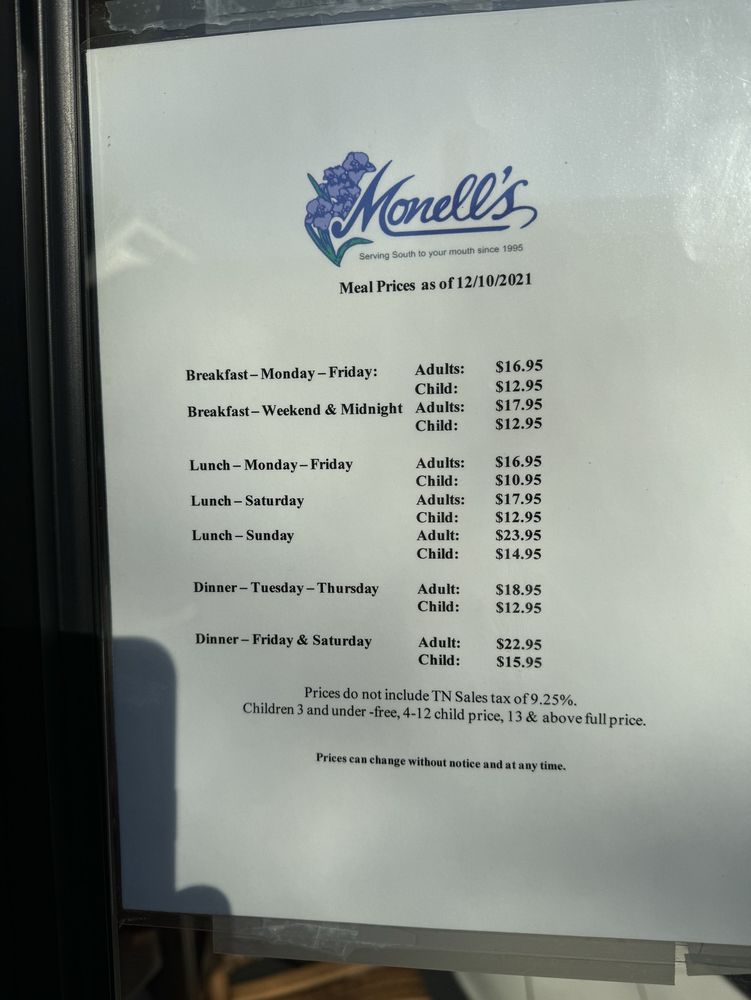 Monell's
Serving South to your mouth since 1995
Meal Prices as of 12/10/2021
Breakfast – Monday – Friday: Adults: $16.95
Child: $12.95
Breakfast – Weekend & Midnight Adults: $17.95
Child: $12.95
Lunch – Monday – Friday Adults: $16.95
Child: $10.95
Lunch – Saturday Adults: $17.95
Child: $12.95
Lunch – Sunday Adult: $23.95
Child: $14.95
Dinner – Tuesday – Thursday Adult: $18.95
Child: $12.95
Dinner – Friday & Saturday Adult: $22.95
Child: $15.95
Prices do not include TN Sales tax of 9.25%.
Children 3 and under -free, 4-12 child price, 13 & above full price.
Prices can change without notice and at any time.